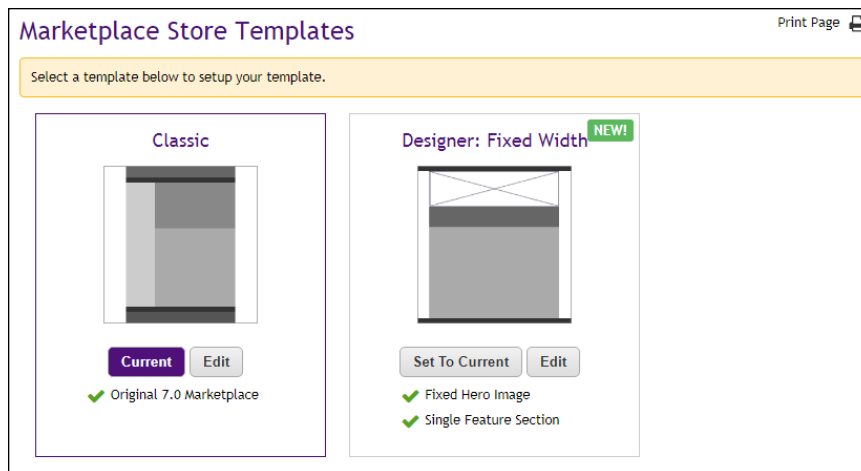 Marketplace Store Templates
Print Page
Select a template below to setup your template.
Classic
Current Edit
Original 7.0 Marketplace
Designer: Fixed Width
NEW!
Set To Current Edit
Fixed Hero Image
Single Feature Section